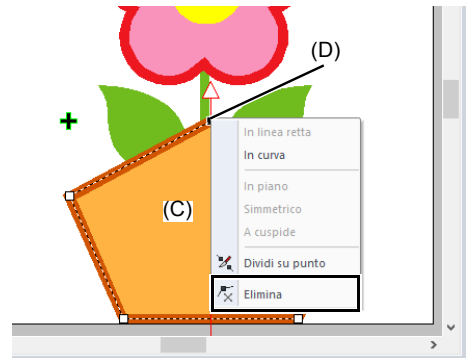 (D)
In linea retta
In curva
In piano
Simmetrico
A cuspide
(C)
Dividi su punto
Elimina